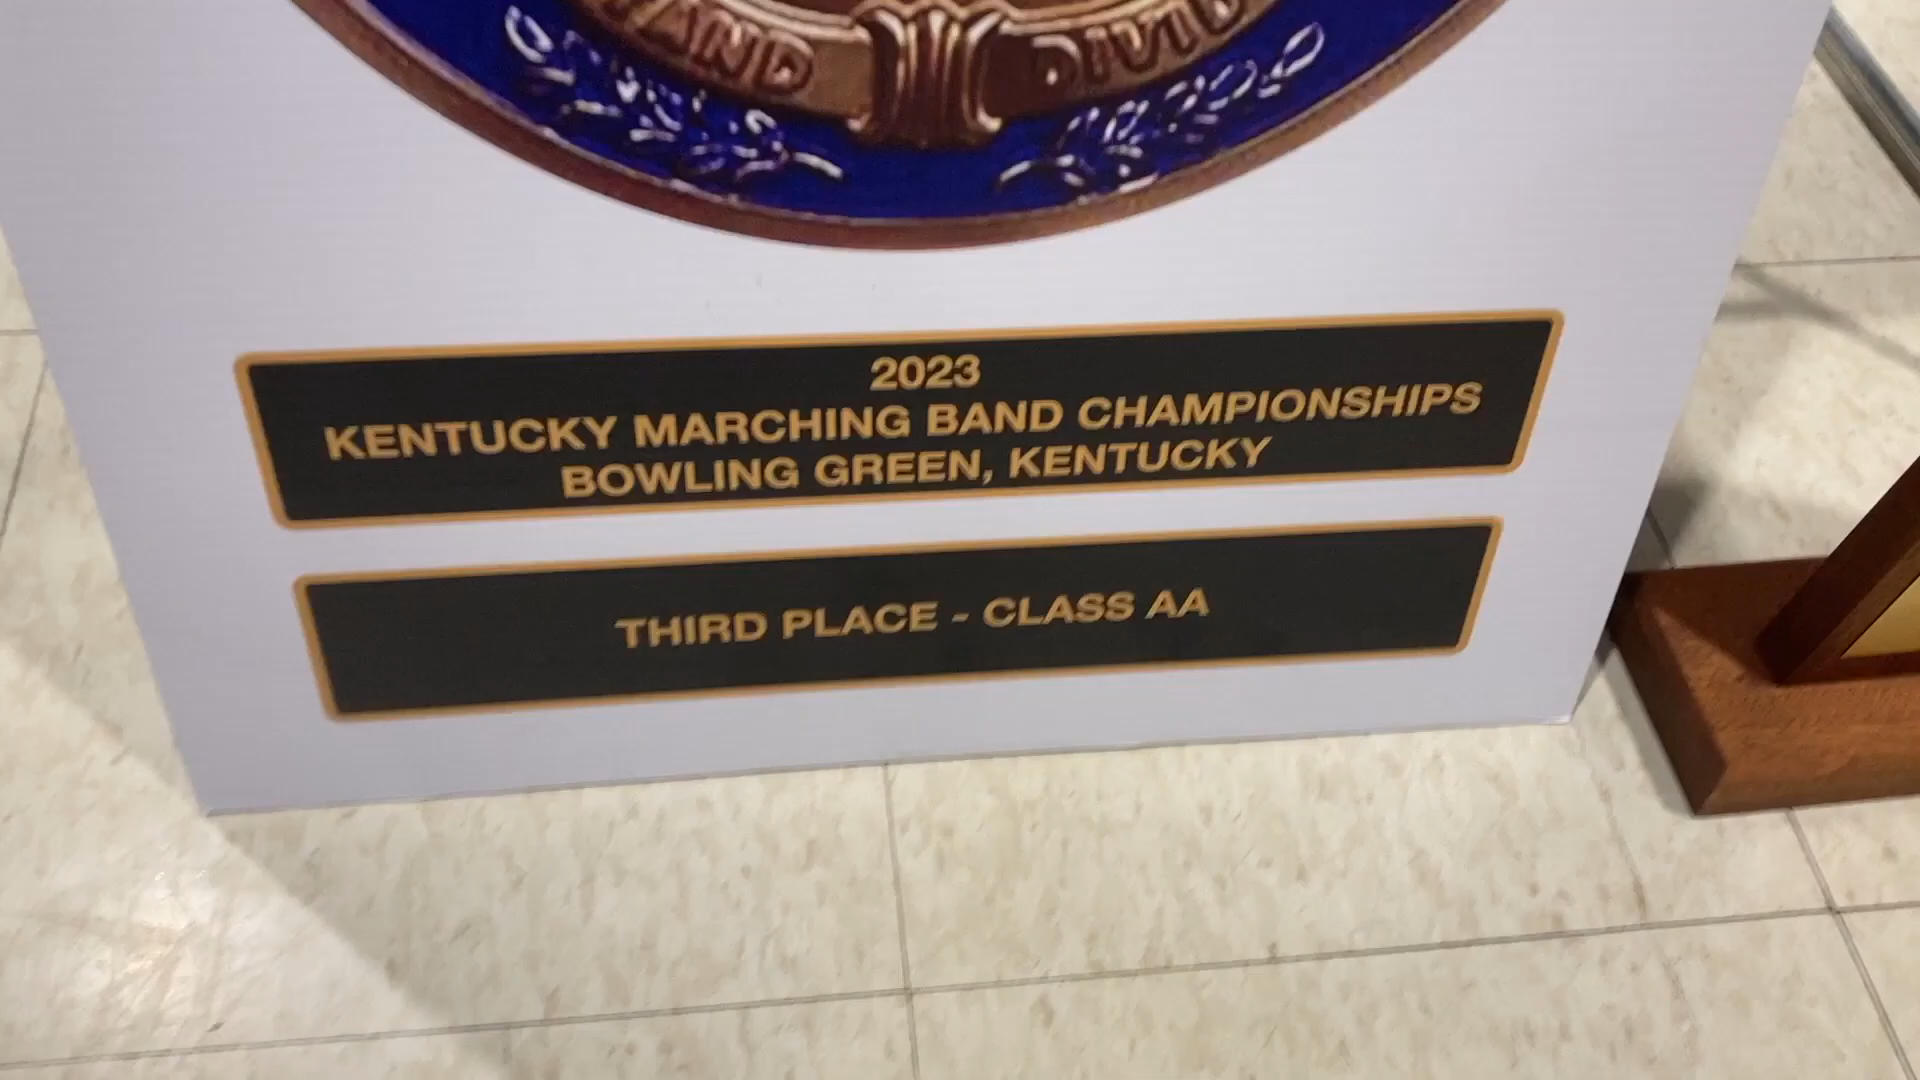 2023
KENTUCKY MARCHING BAND CHAMPIONSHIPS
BOWLING GREEN, KENTUCKY
THIRD PLACE - CLASS AA